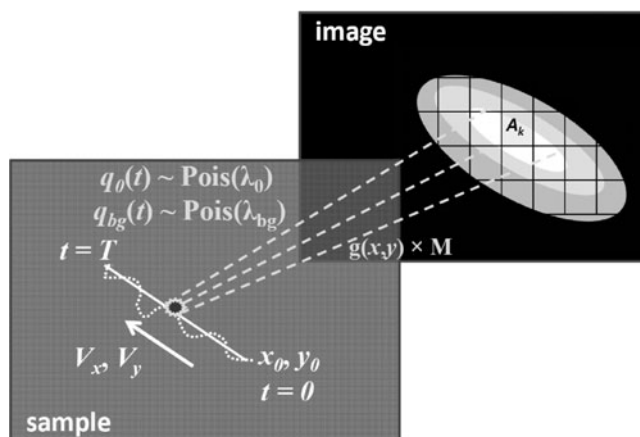 image
A_k
q_0(t) ~ Pois(λ_0)
q_bg(t) ~ Pois(λ_bg)
g(x,y) × M
t = T
V_x, V_y
x_0, y_0
t = 0
sample